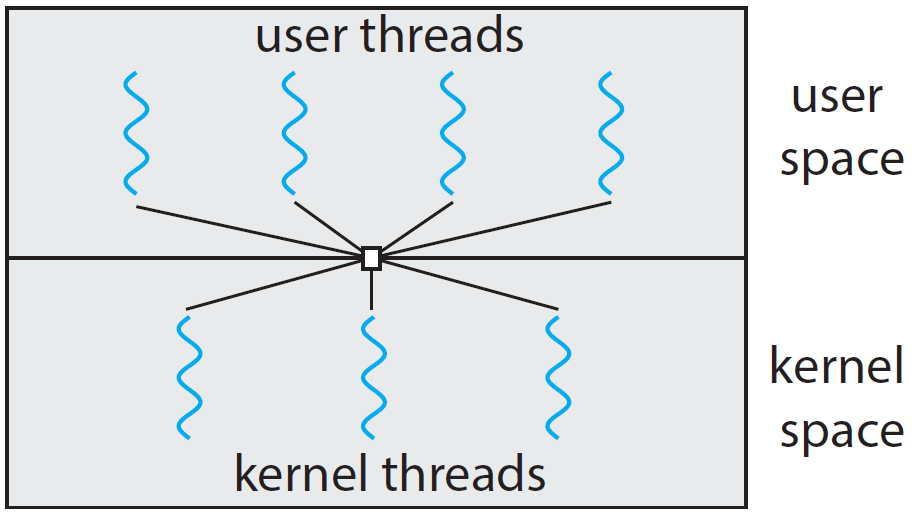 user threads
user
space
kernel
space
kernel threads